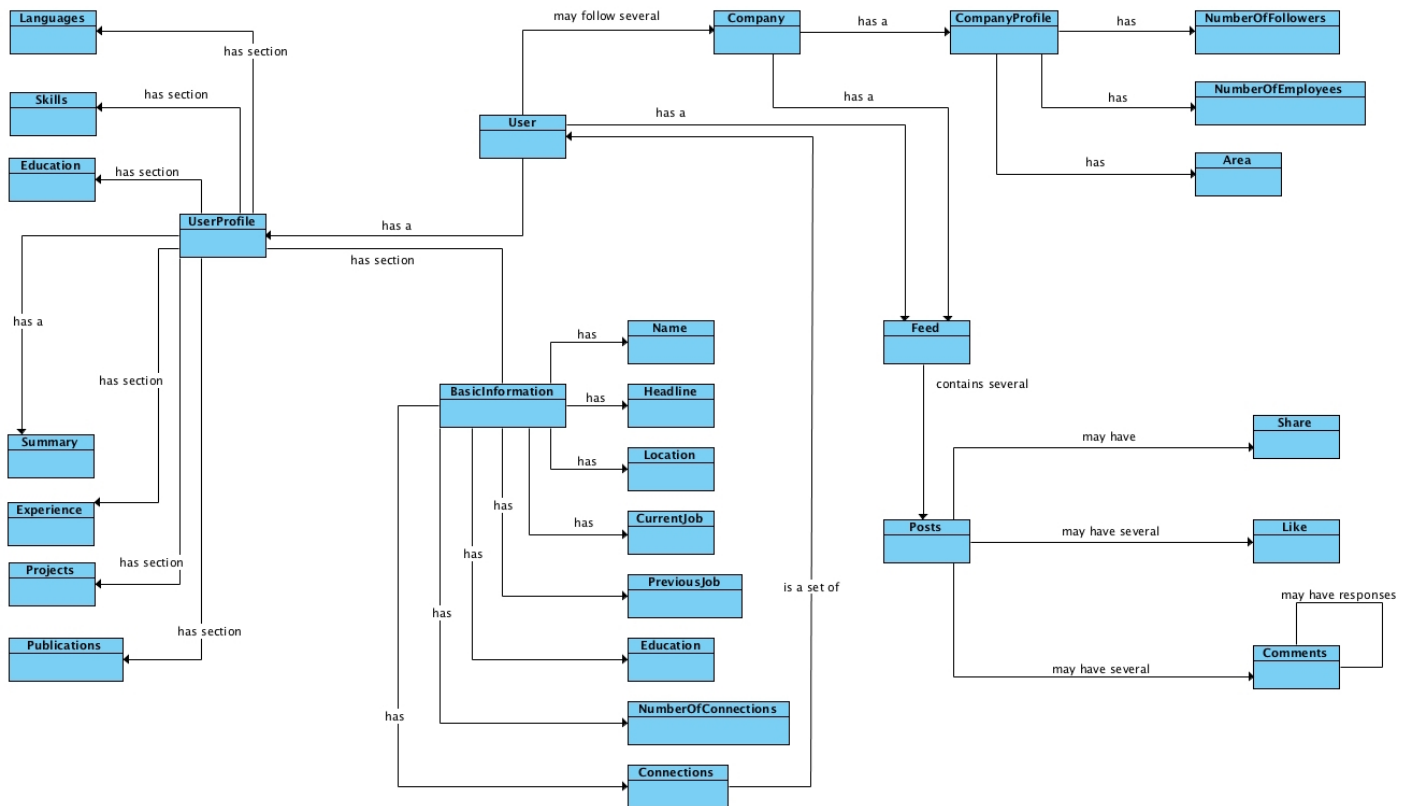 Languages
may follow several
Company
has a
CompanyProfile
has
NumberOfFollowers
has section
Skills
has section
has a
has
NumberOfEmployees
User
has a
Education
has section
has
Area
UserProfile
has a
has section
has a
Name
has
Feed
has section
BasicInformation
Headline
has
contains several
Summary
Share
may have
Location
has
Experience
has
CurrentJob
has
Posts
may have several
Like
has section
Projects
has
PreviousJob
is a set of
may have responses
has section
Publications
has
Education
Comments
may have several
NumberOfConnections
has
Connections